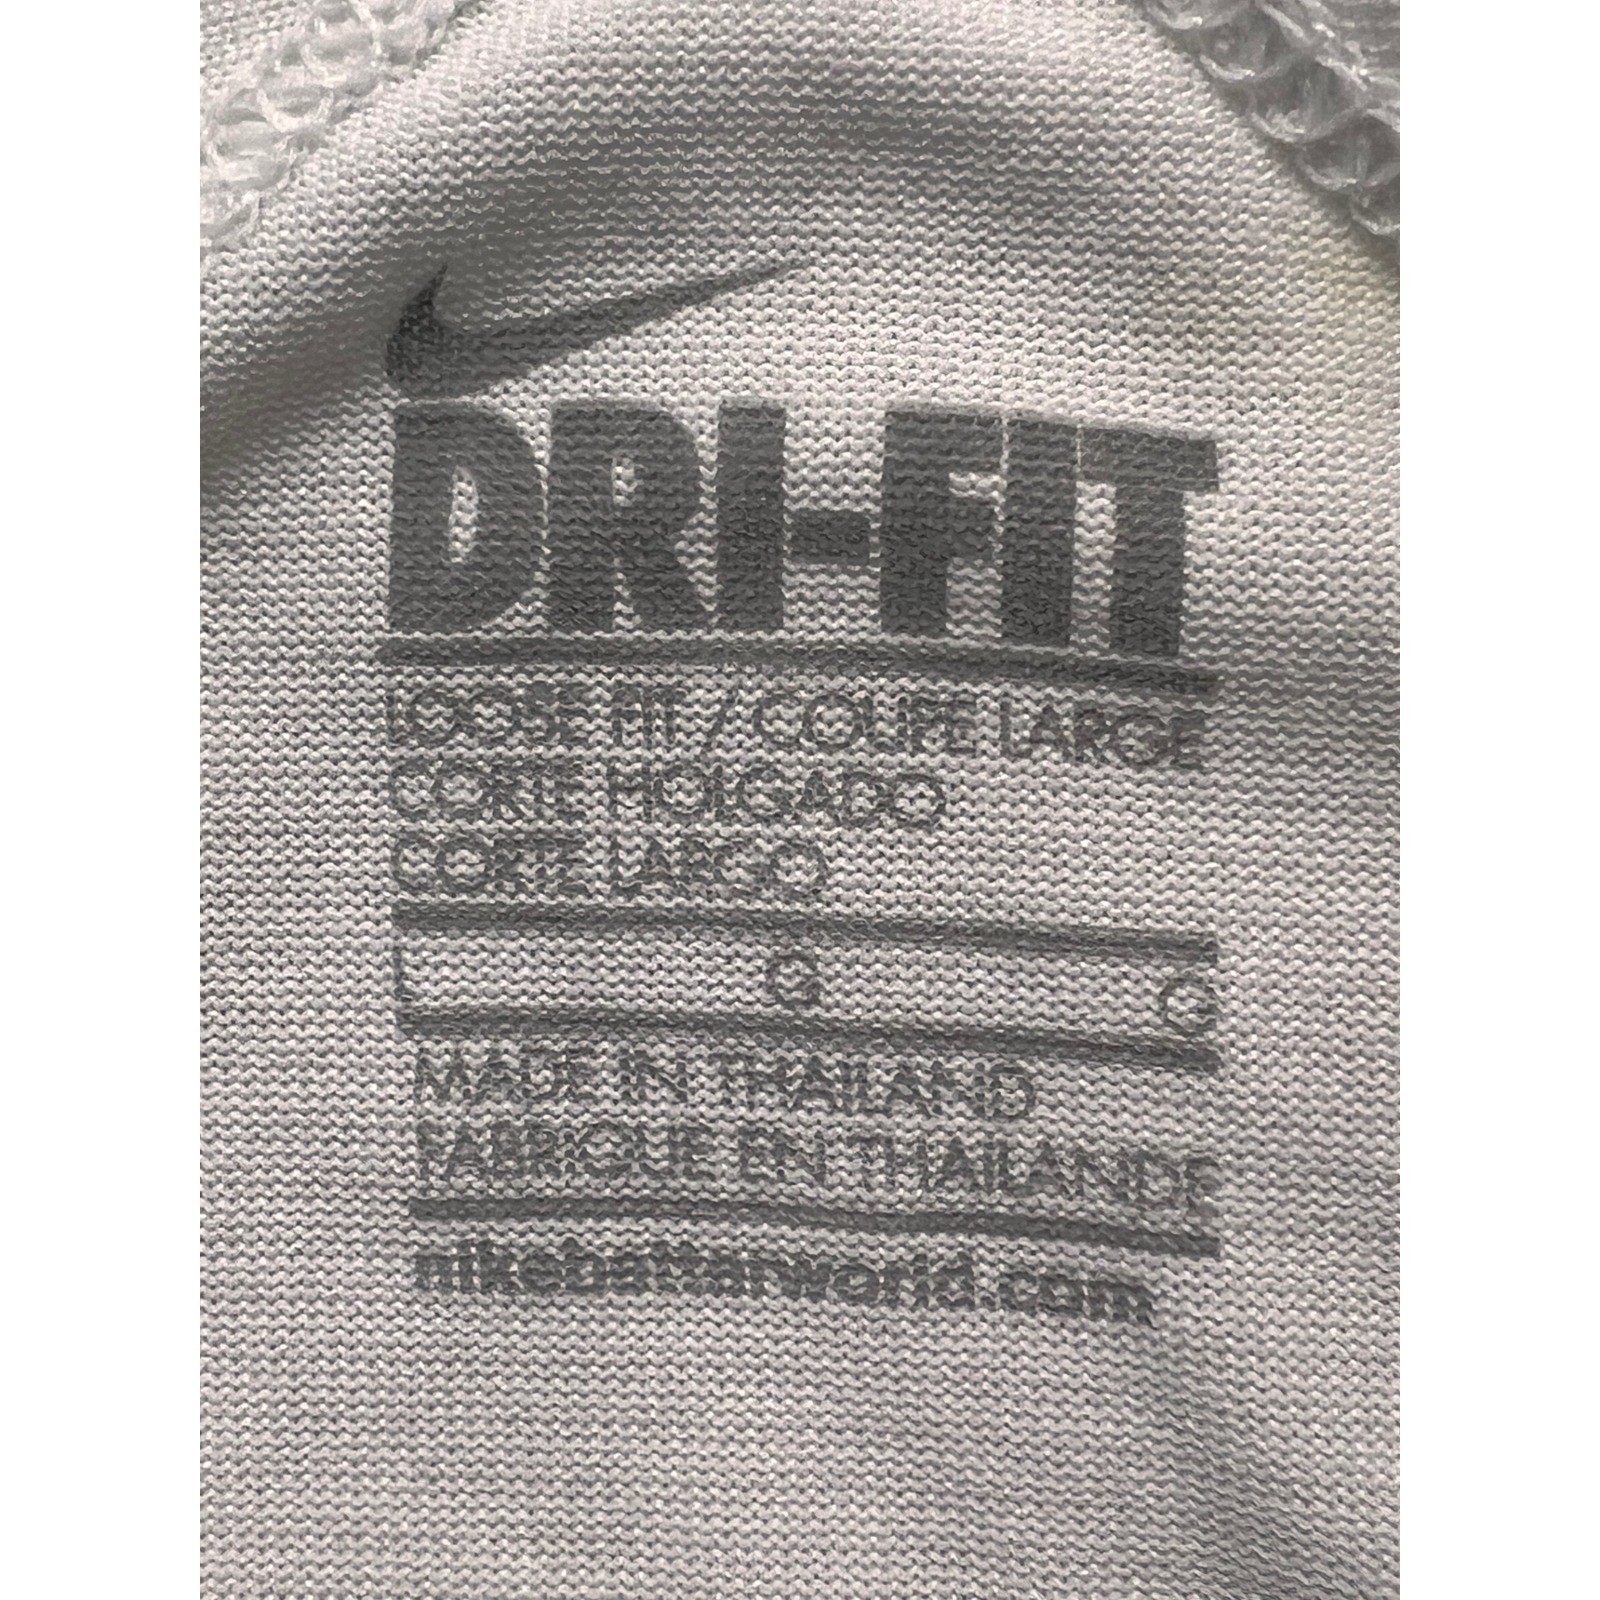 DRI-FIT
LOOSE FIT / COUPE LARGE
CORTE HOLGADO
CORTE LARGO
L G G
MADE IN THAILAND
FABRIQUE EN THAILANDE
nikebetterworld.com